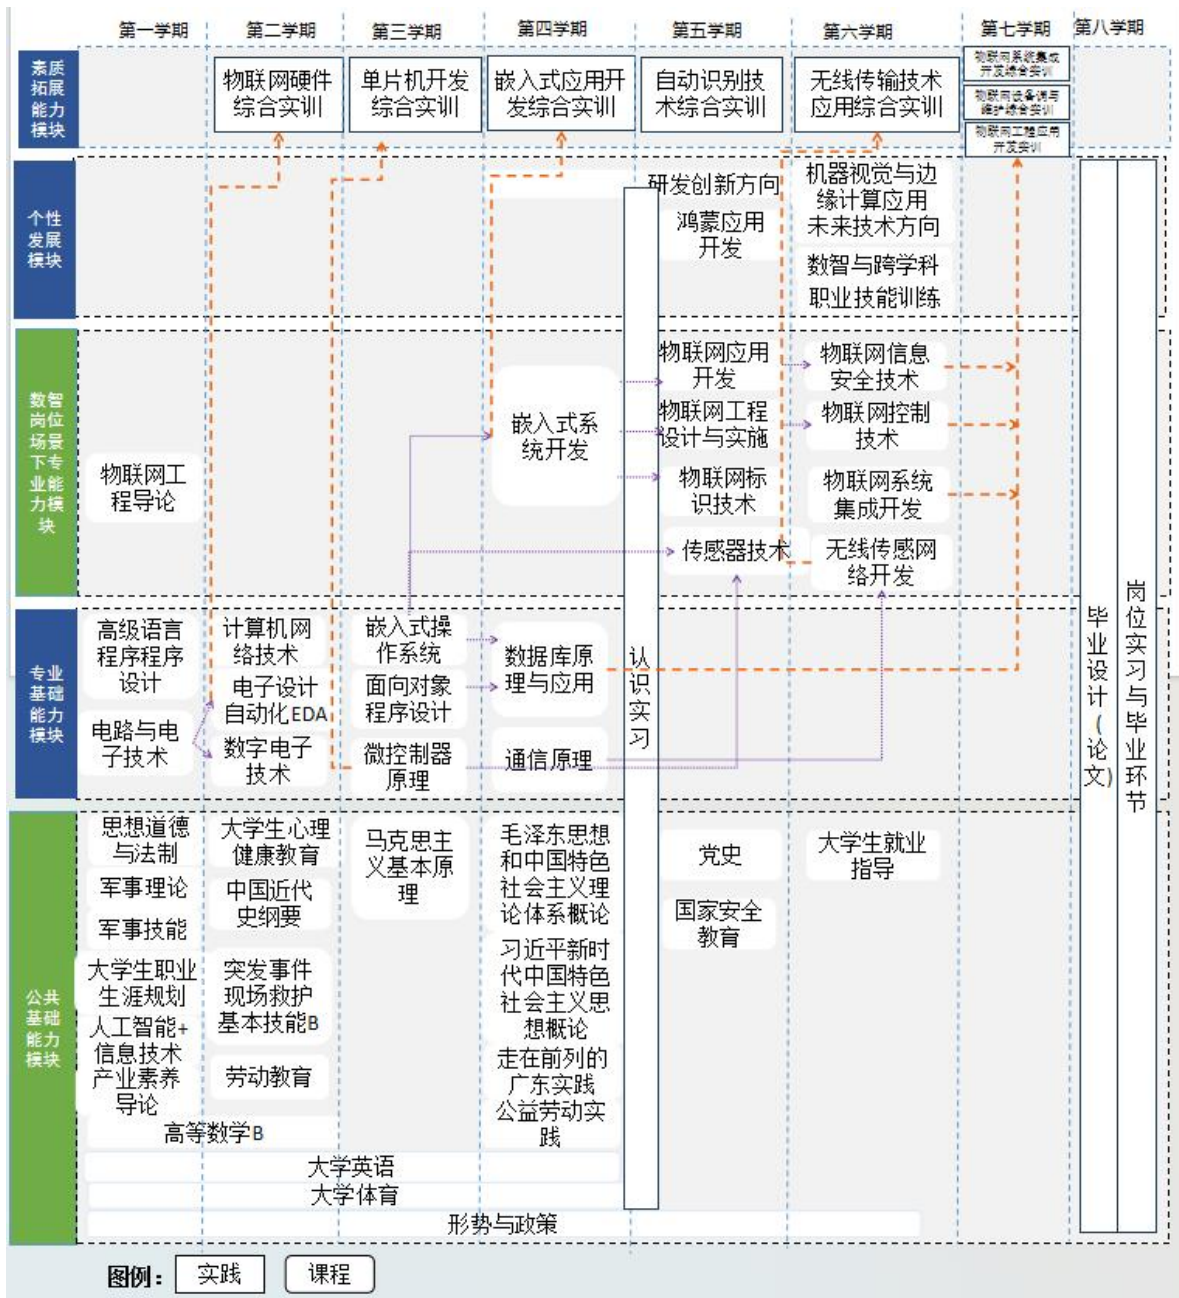 第一学期
第二学期
第三学期
第四学期
第五学期
第六学期
第七学期
第八学期
素质
拓展
能力
模块
物联网硬件
综合实训
单片机开发
综合实训
嵌入式应用开
发综合实训
自动识别技
术综合实训
无线传输技术
应用综合实训
物联网系统集成
开发综合实训
物联网设备调与
维护综合实训
物联网工程应用
开发实训
个性
发展
模块
研发创新方向
鸿蒙应用
开发
机器视觉与边
缘计算应用
未来技术方向
数智与跨学科
职业技能训练
数智
岗位
场景
下专
业能
力模
块
物联网工
程导论
嵌入式系
统开发
物联网应用
开发
物联网工程
设计与实施
物联网标
识技术
传感器技术
物联网信息
安全技术
物联网控制
技术
物联网系统
集成开发
无线传感网
络开发
专业
基础
能力
模块
高级语言
程序程序
设计
电路与电
子技术
计算机网
络技术
电子设计
自动化EDA
数字电子
技术
嵌入式操
作系统
面向对象
程序设计
微控制器
原理
数据库原
理与应用
通信原理
认识实习
毕业设计(论文)
岗位实习与毕业环节
公共
基础
能力
模块
思想道德
与法制
军事理论
军事技能
大学生职业
生涯规划
人工智能+
信息技术
产业素养
导论
大学生心理
健康教育
中国近代
史纲要
突发事件
现场救护
基本技能B
劳动教育
马克思主
义基本原
理
毛泽东思想
和中国特色
社会主义理
论体系概论
习近平新时
代中国特色
社会主义思
想概论
走在前列的
广东实践
公益劳动实
践
党史
国家安全
教育
大学生就业
指导
高等数学B
大学英语
大学体育
形势与政策
图例：
实践
课程